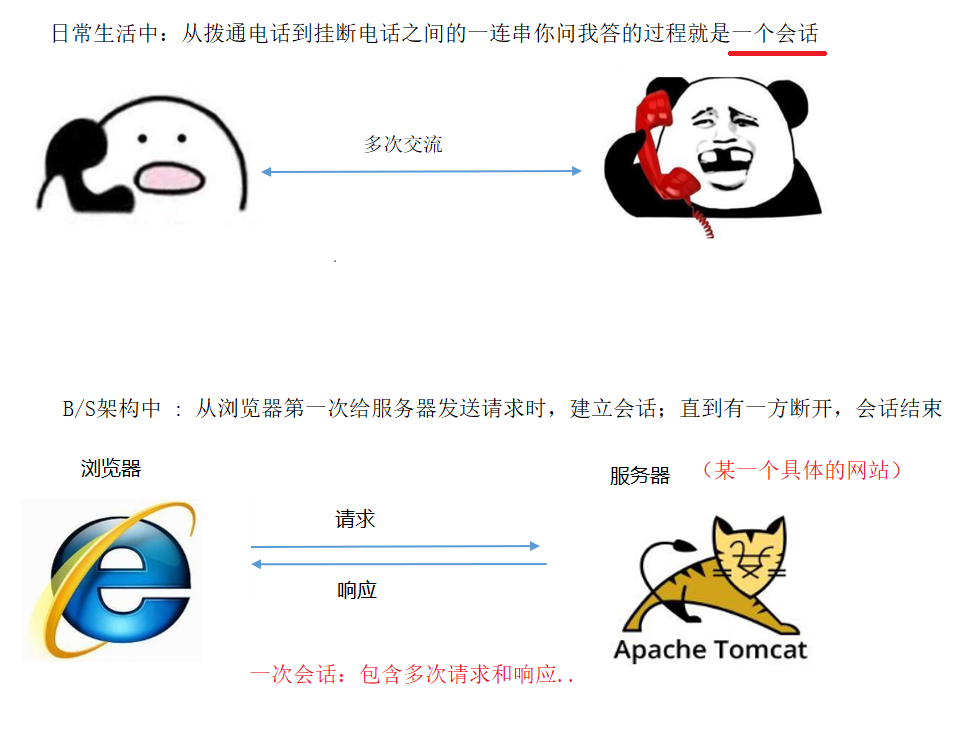 日常生活中：从拨通电话到挂断电话之间的一连串你问我答的过程就是一个会话
多次交流
B/S架构中 : 从浏览器第一次给服务器发送请求时，建立会话；直到有一方断开，会话结束
浏览器
服务器
（某一个具体的网站）
请求
响应
Apache Tomcat
一次会话：包含多次请求和响应..